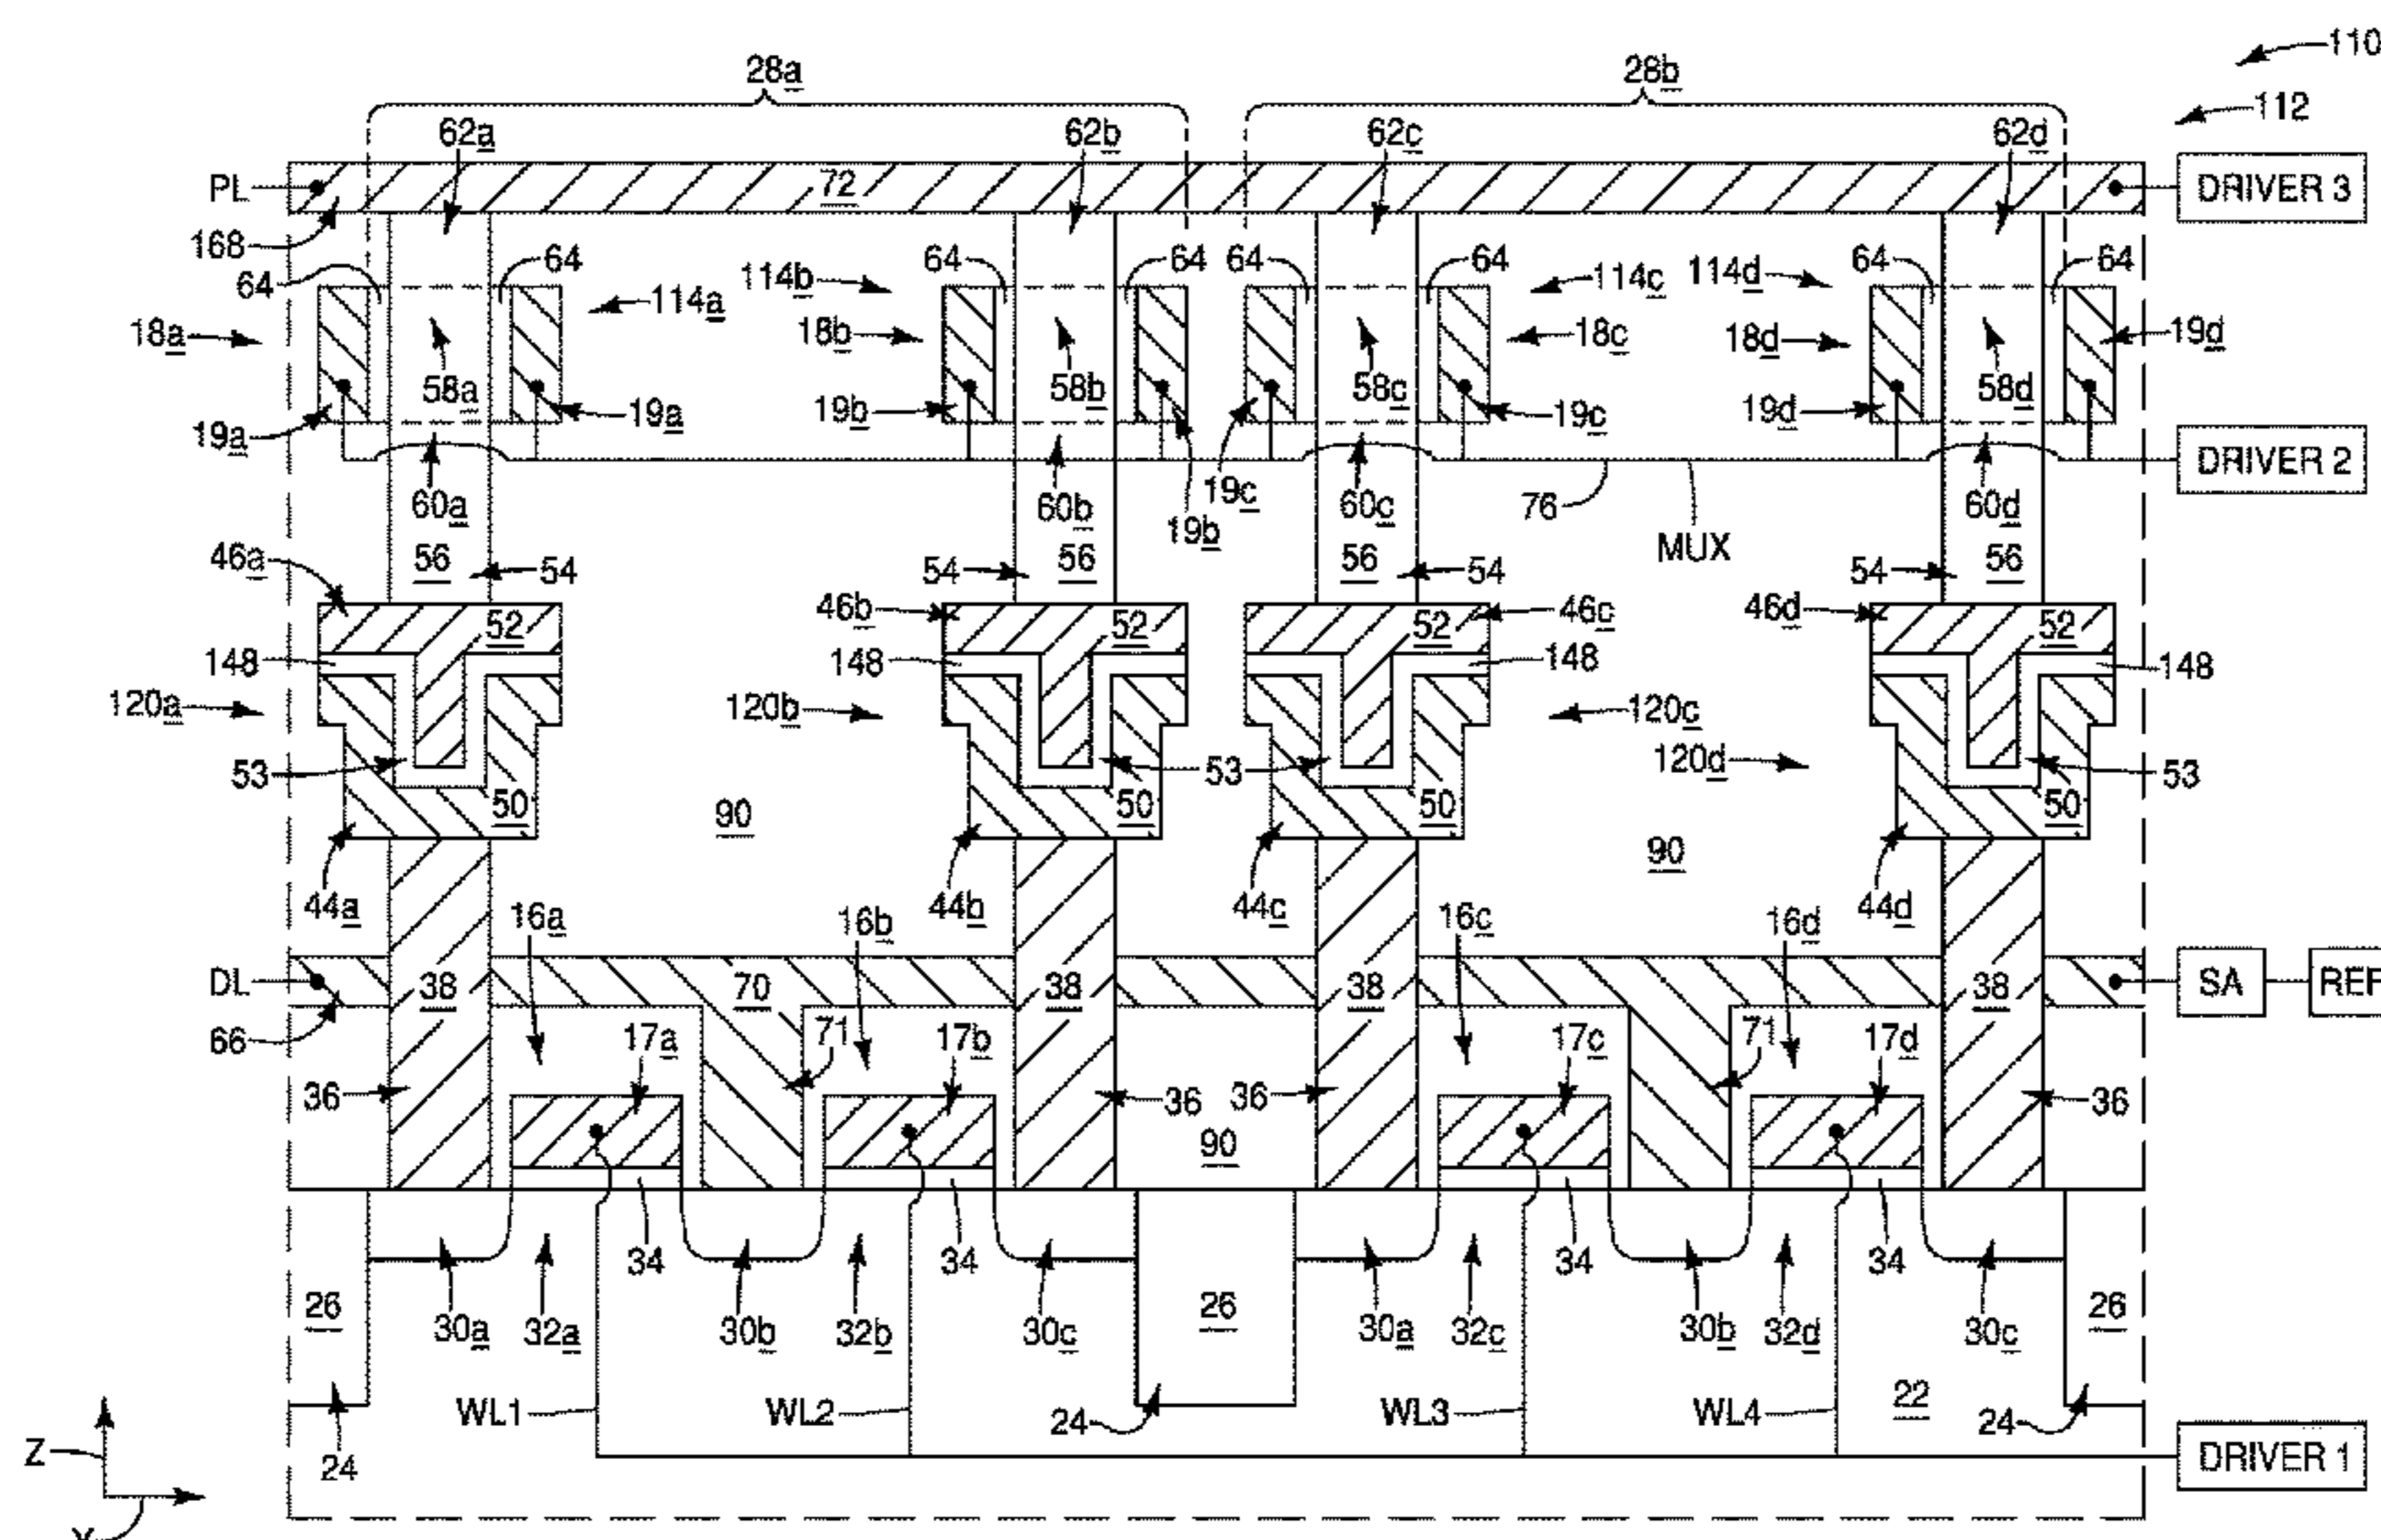 110
28a 28b
112
62a 62b 62c 62d
PL 72 DRIVER 3
168
64 64 64 64 64 64 64 64
114a 114b 114c 114d
18a 18b 18c 18d 19d
58a 58b 58c 58d
19a 19a 19b 19c 19d
DRIVER 2
60a 60b 19b 19c 60c 76 MUX 60d
46a 56 54 54 56 56 54 54 56
52 46b 52 52 46c 46d 52
148 148 148 148
120a 120b 120c
53 53 120d 53
50 90 50 50 50
90
44a 16a 16b 44b 44c 16c 16d 44d
DL 38 70 38 38 38 SA REF
66 17a 71 17b 17c 71 17d
36 36 36 36
90
34 34 34 34
26 30a 32a 30b 32b 30c 26 30a 32c 30b 32d 30c 26
WL1 WL2 24 WL3 WL4 22 24
Z 24 DRIVER 1